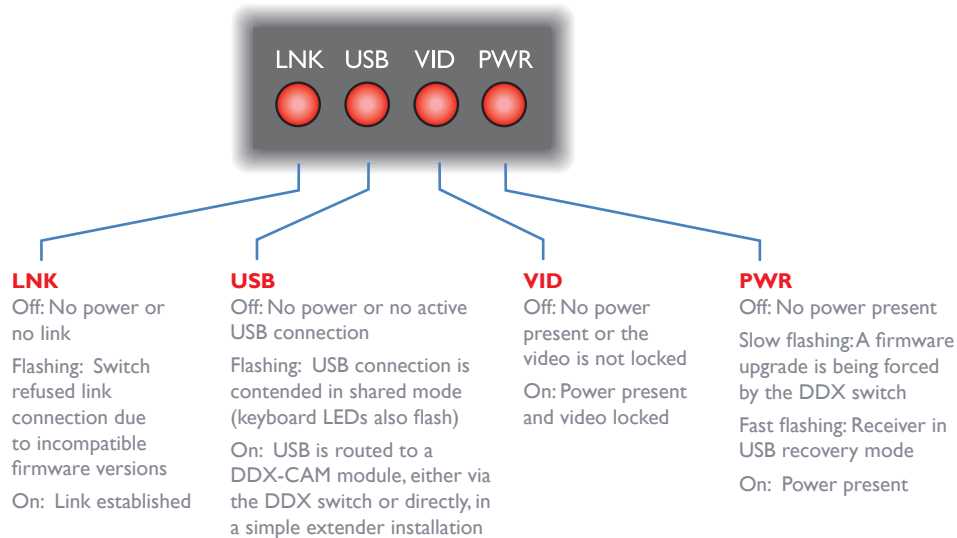 LNK USB VID PWR
LNK
Off: No power or
no link
Flashing: Switch
refused link
connection due
to incompatible
firmware versions
On: Link established
USB
Off: No power or no active
USB connection
Flashing: USB connection is
contended in shared mode
(keyboard LEDs also flash)
On: USB is routed to a
DDX-CAM module, either via
the DDX switch or directly, in
a simple extender installation
VID
Off: No power
present or the
video is not locked
On: Power present
and video locked
PWR
Off: No power present
Slow flashing: A firmware
upgrade is being forced
by the DDX switch
Fast flashing: Receiver in
USB recovery mode
On: Power present